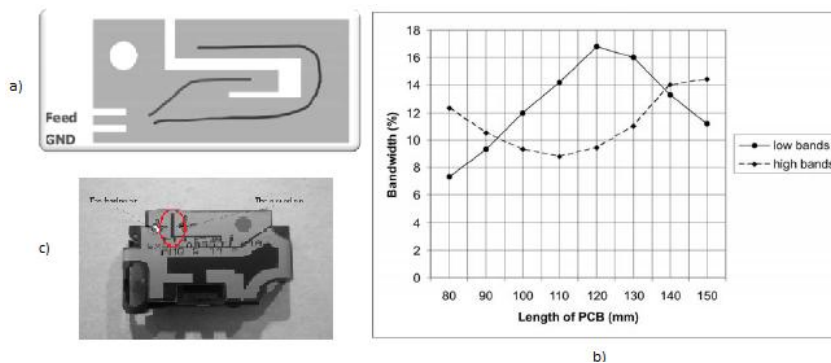 a)
Feed
GND
c)
Bandwidth (%)
18
16
14
12
10
8
6
4
2
0
80 90 100 110 120 130 140 150
Length of PCB (mm)
low bands
high bands
b)